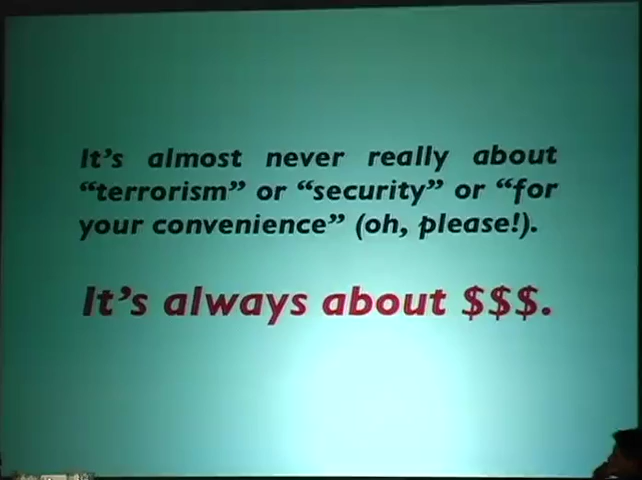 It's almost never really about
“terrorism” or “security” or “for
your convenience” (oh, please!).
It's always about $$$.